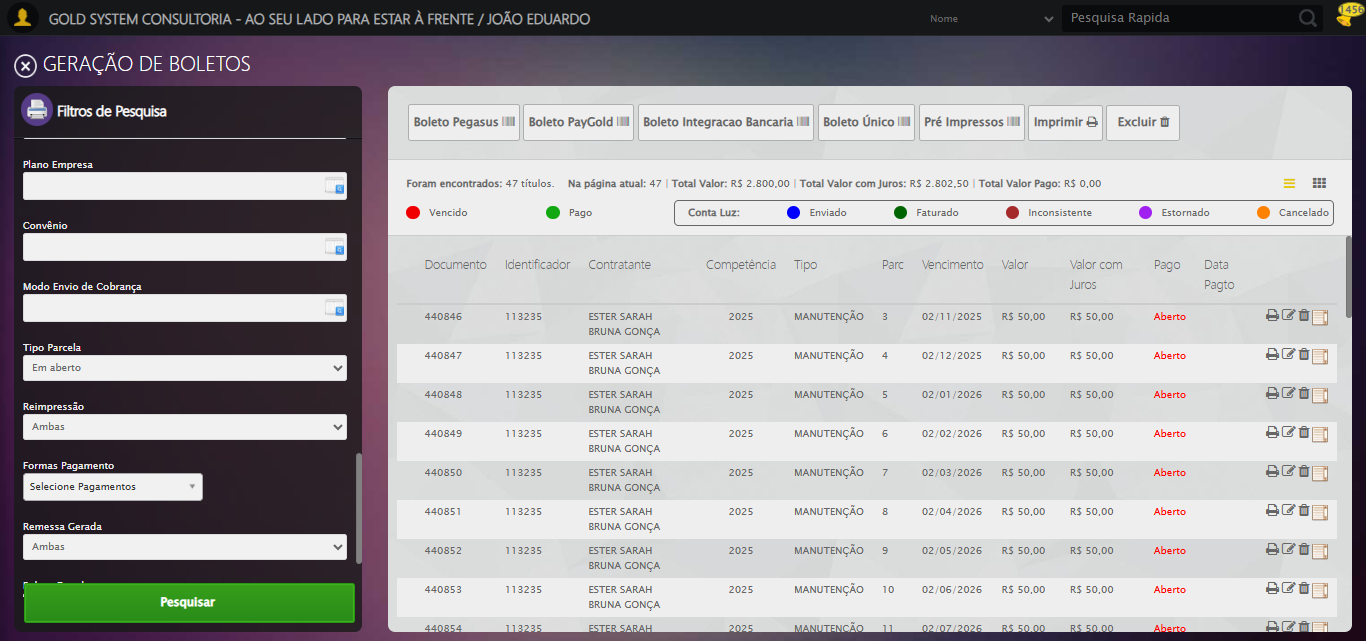 GOLD SYSTEM CONSULTORIA - AO SEU LADO PARA ESTAR À FRENTE / JOÃO EDUARDO
Nome
Pesquisa Rapida
1456
GERAÇÃO DE BOLETOS
Filtros de Pesquisa
Plano Empresa
Convênio
Modo Envio de Cobrança
Tipo Parcela
Em aberto
Reimpressão
Ambas
Formas Pagamento
Selecione Pagamentos
Remessa Gerada
Ambas
Pesquisar
Boleto Pegasus Boleto PayGold Boleto Integracao Bancaria Boleto Único Pré Impressos Imprimir Excluir
Foram encontrados: 47 títulos. Na página atual: 47 | Total Valor: R$ 2.800,00 | Total Valor com Juros: R$ 2.802,50 | Total Valor Pago: R$ 0,00
Vencido Pago Conta Luz: Enviado Faturado Inconsistente Estornado Cancelado
Documento Identificador Contratante Competência Tipo Parc Vencimento Valor Valor com Pago Data
Juros Pagto
440846 113235 ESTER SARAH 2025 MANUTENÇÃO 3 02/11/2025 R$ 50,00 R$ 50,00 Aberto
BRUNA GONÇA
440847 113235 ESTER SARAH 2025 MANUTENÇÃO 4 02/12/2025 R$ 50,00 R$ 50,00 Aberto
BRUNA GONÇA
440848 113235 ESTER SARAH 2025 MANUTENÇÃO 5 02/01/2026 R$ 50,00 R$ 50,00 Aberto
BRUNA GONÇA
440849 113235 ESTER SARAH 2025 MANUTENÇÃO 6 02/02/2026 R$ 50,00 R$ 50,00 Aberto
BRUNA GONÇA
440850 113235 ESTER SARAH 2025 MANUTENÇÃO 7 02/03/2026 R$ 50,00 R$ 50,00 Aberto
BRUNA GONÇA
440851 113235 ESTER SARAH 2025 MANUTENÇÃO 8 02/04/2026 R$ 50,00 R$ 50,00 Aberto
BRUNA GONÇA
440852 113235 ESTER SARAH 2025 MANUTENÇÃO 9 02/05/2026 R$ 50,00 R$ 50,00 Aberto
BRUNA GONÇA
440853 113235 ESTER SARAH 2025 MANUTENÇÃO 10 02/06/2026 R$ 50,00 R$ 50,00 Aberto
BRUNA GONÇA
440854 113235 ESTER SARAH 2025 MANUTENÇÃO 11 02/07/2026 R$ 50,00 R$ 50,00 Aberto